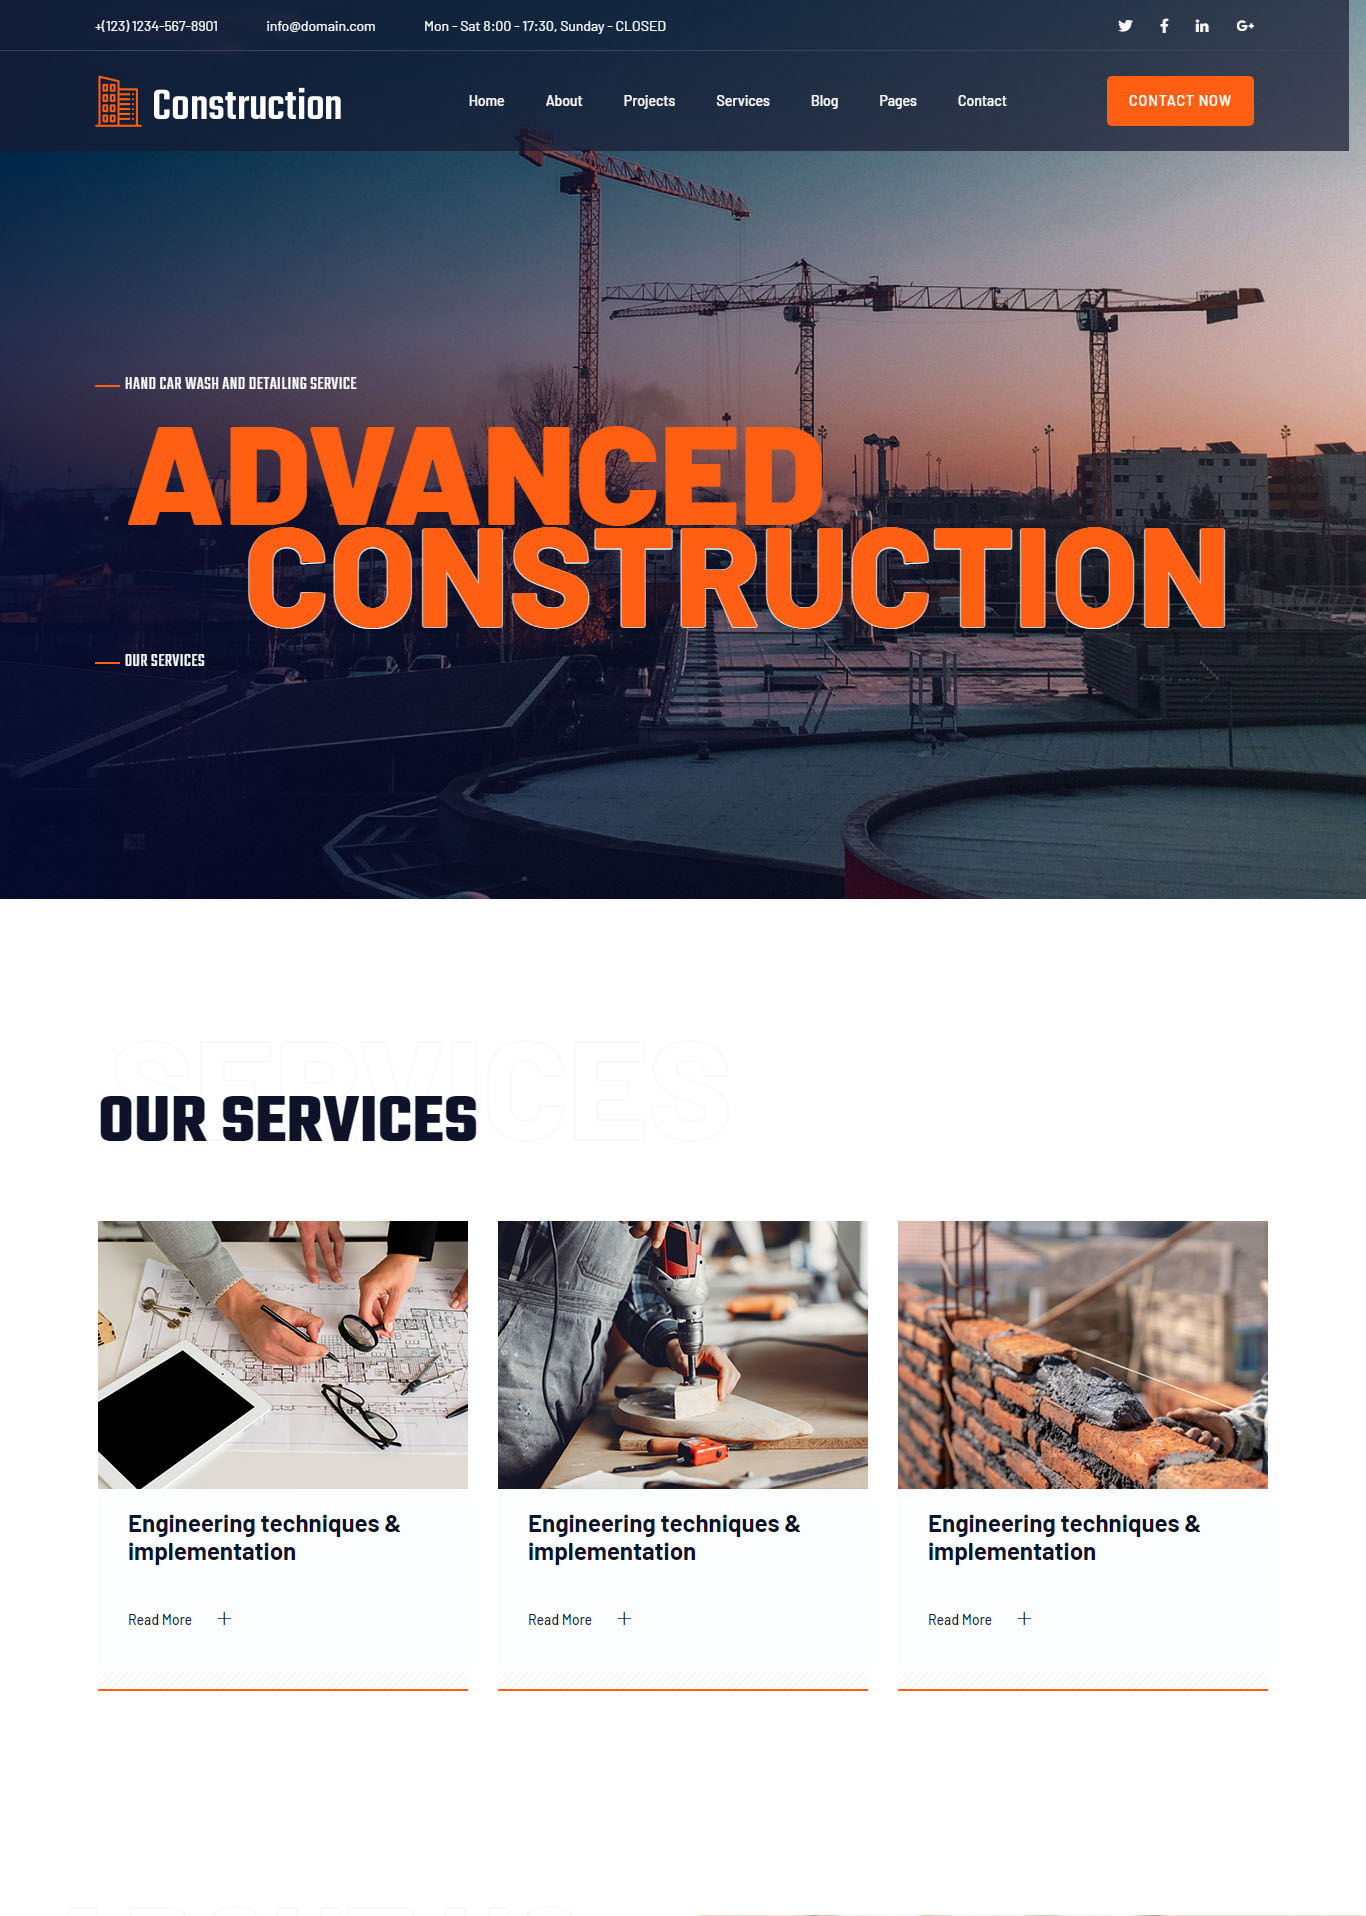 +(123) 1234-567-8901 info@domain.com Mon - Sat 8:00 - 17:30, Sunday - CLOSED
Construction Home About Projects Services Blog Pages Contact CONTACT NOW
HAND CAR WASH AND DETAILING SERVICE
ADVANCED
CONSTRUCTION
OUR SERVICES
SERVICES
OUR SERVICES
Engineering techniques & Engineering techniques & Engineering techniques &
implementation implementation implementation
Read More Read More Read More
ABOUT US